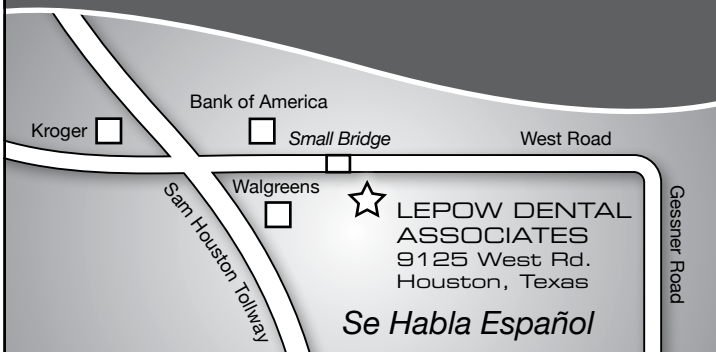 Bank of America
Kroger
Small Bridge
West Road
Walgreens
Sam Houston Tollway
Gessner Road
LEPOW DENTAL
ASSOCIATES
9125 West Rd.
Houston, Texas
Se Habla Español